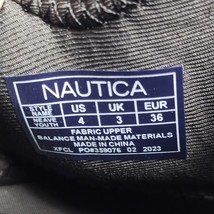 NAUTICA
STYLE NAME US UK EUR
NEAVE YOUTH 4 3 36
FABRIC UPPER
BALANCE MAN-MADE MATERIALS
MADE IN CHINA
XFCL PO#359076 02 2023